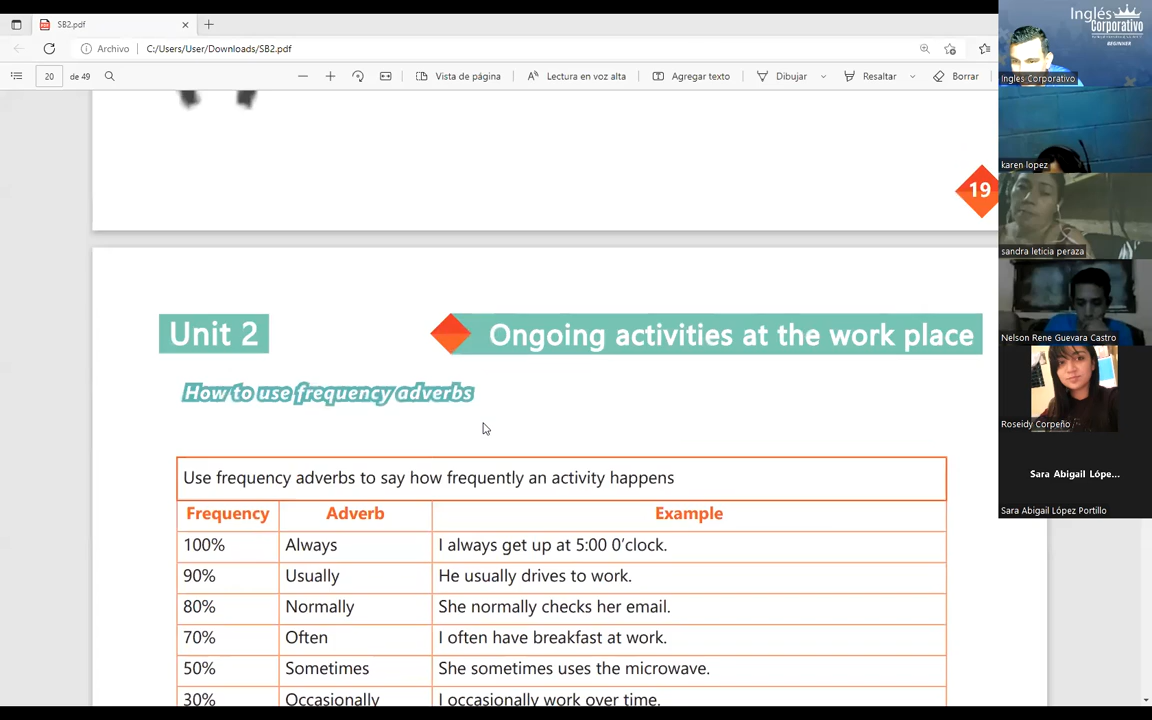 SB2.pdf
Archivo
C:/Users/User/Downloads/SB2.pdf
20 de 49
Vista de página
Lectura en voz alta
Agregar texto
Dibujar
Resaltar
Borrar
19
Unit 2
Ongoing activities at the work place
How to use frequency adverbs
Use frequency adverbs to say how frequently an activity happens
Frequency Adverb Example
100% Always I always get up at 5:00 0'clock.
90% Usually He usually drives to work.
80% Normally She normally checks her email.
70% Often I often have breakfast at work.
50% Sometimes She sometimes uses the microwave.
30% Occasionally I occasionally work over time.
Inglés
Corporativo
BEGINNER
Ingles Corporativo
karen lopez
sandra leticia peraza
Nelson Rene Guevara Castro
Roseidy Corpeño
Sara Abigail Lópe...
Sara Abigail López Portillo